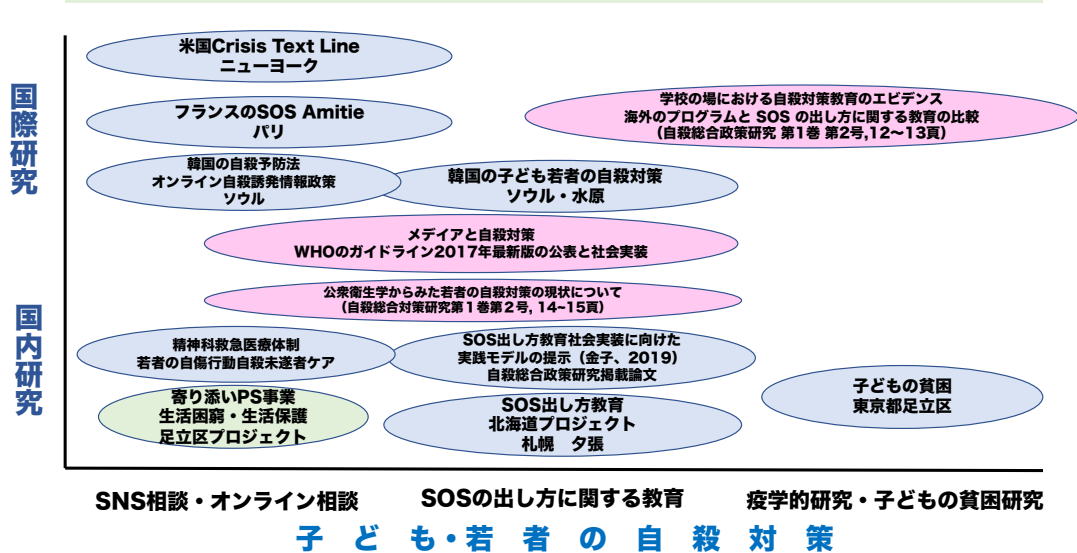 国際研究
米国Crisis Text Line
ニューヨーク
フランスのSOS Amitie
パリ
学校の場における自殺対策教育のエビデンス
海外のプログラムと SOS の出し方に関する教育の比較
（自殺総合政策研究 第1巻 第2号,12〜13頁）
韓国の自殺予防法
オンライン自殺誘発情報政策
ソウル
韓国の子ども若者の自殺対策
ソウル・水原
メデイアと自殺対策
WHOのガイドライン2017年最新版の公表と社会実装
公衆衛生学からみた若者の自殺対策の現状について
（自殺総合対策研究第１巻第２号, 14~15頁）
国内研究
精神科救急医療体制
若者の自傷行動自殺未遂者ケア
SOS出し方教育社会実装に向けた
実践モデルの提示（金子、2019）
自殺総合政策研究掲載論文
寄り添いPS事業
生活困窮・生活保護
足立区プロジェクト
SOS出し方教育
北海道プロジェクト
札幌　夕張
子どもの貧困
東京都足立区
SNS相談・オンライン相談
SOSの出し方に関する教育
疫学的研究・子どもの貧困研究
子 ど も・若 者 の 自 殺 対 策